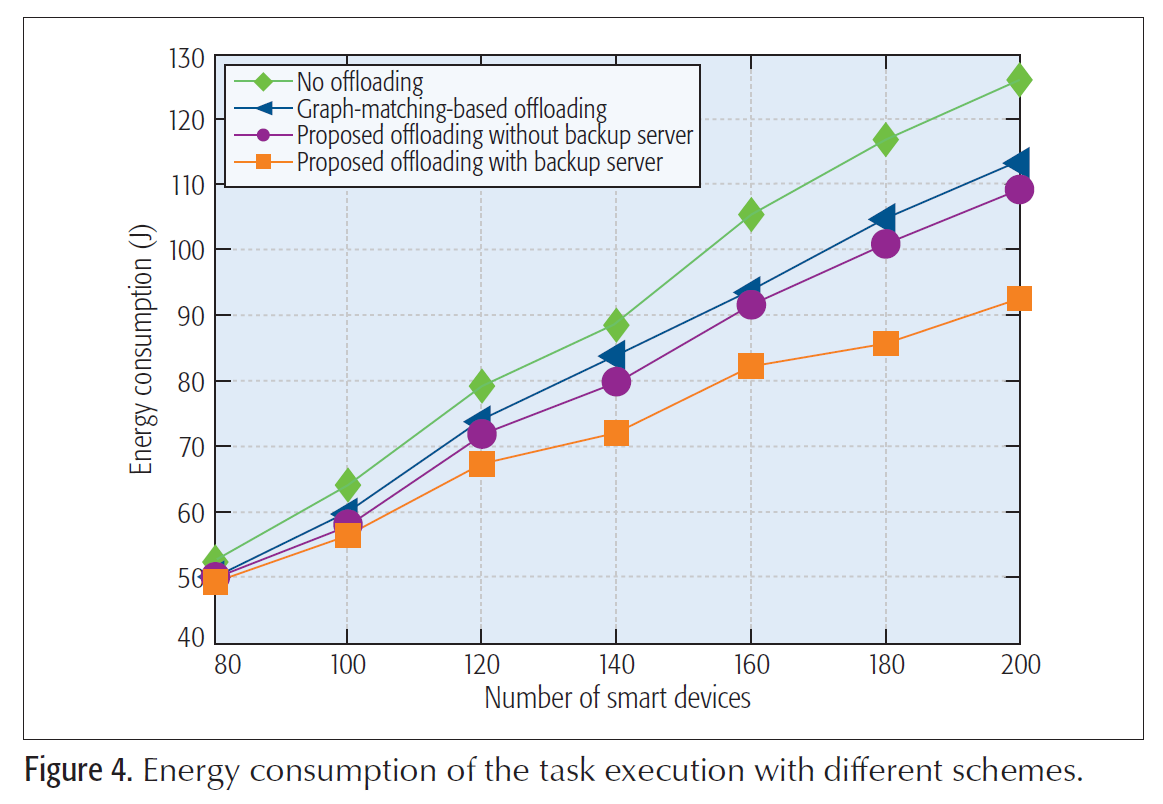 130
120
110
100
90
80
70
60
50
40
Energy consumption (J)
No offloading
Graph-matching-based offloading
Proposed offloading without backup server
Proposed offloading with backup server
80 100 120 140 160 180 200
Number of smart devices
Figure 4. Energy consumption of the task execution with different schemes.